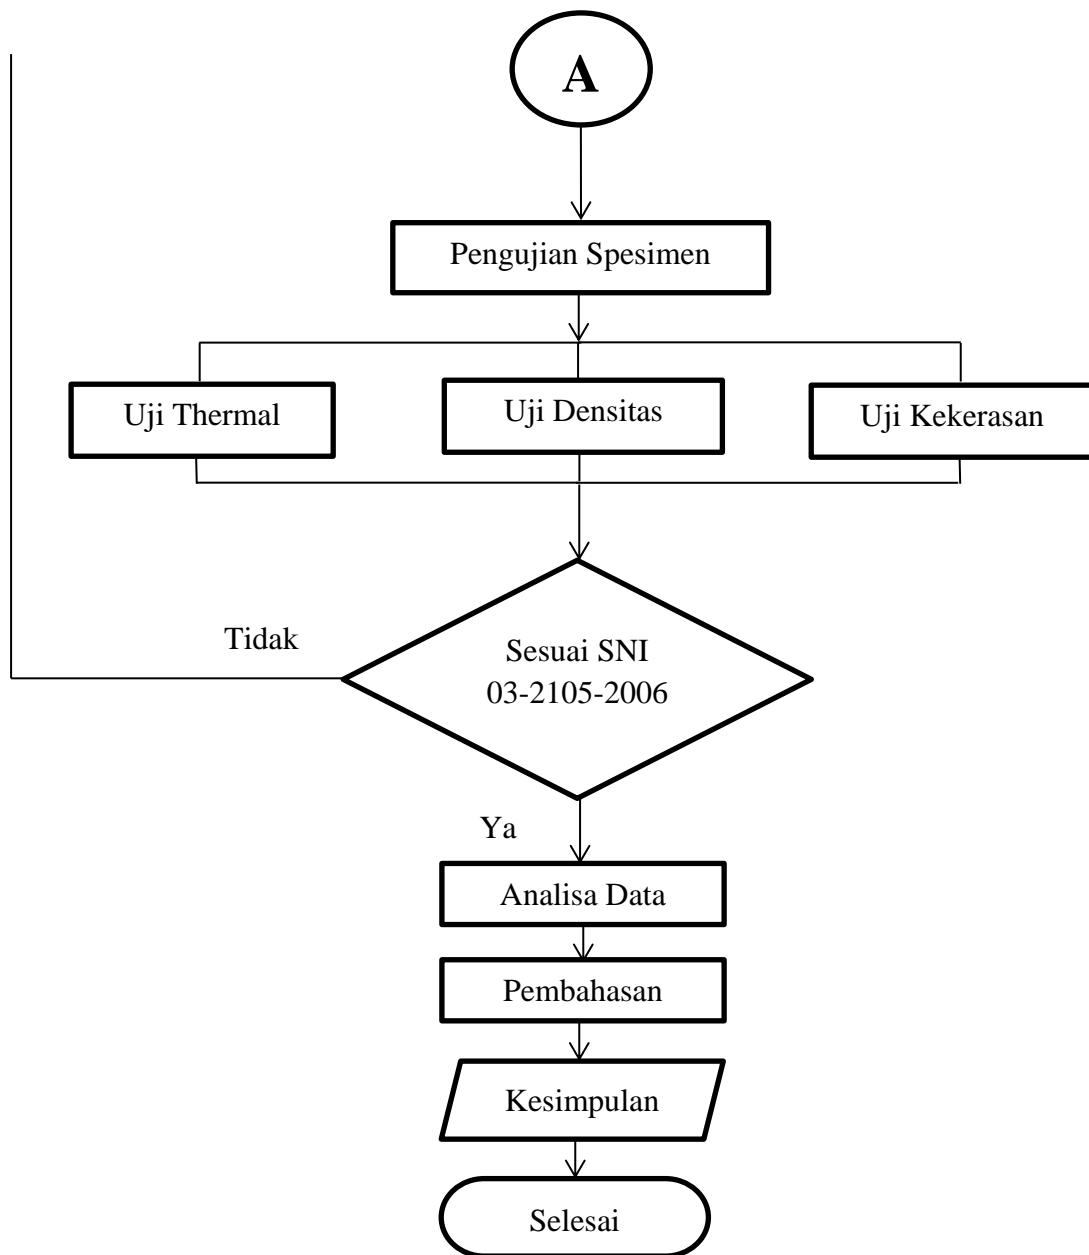 A
Pengujian Spesimen
Uji Thermal
Uji Densitas
Uji Kekerasan
Tidak
Sesuai SNI
03-2105-2006
Ya
Analisa Data
Pembahasan
Kesimpulan
Selesai